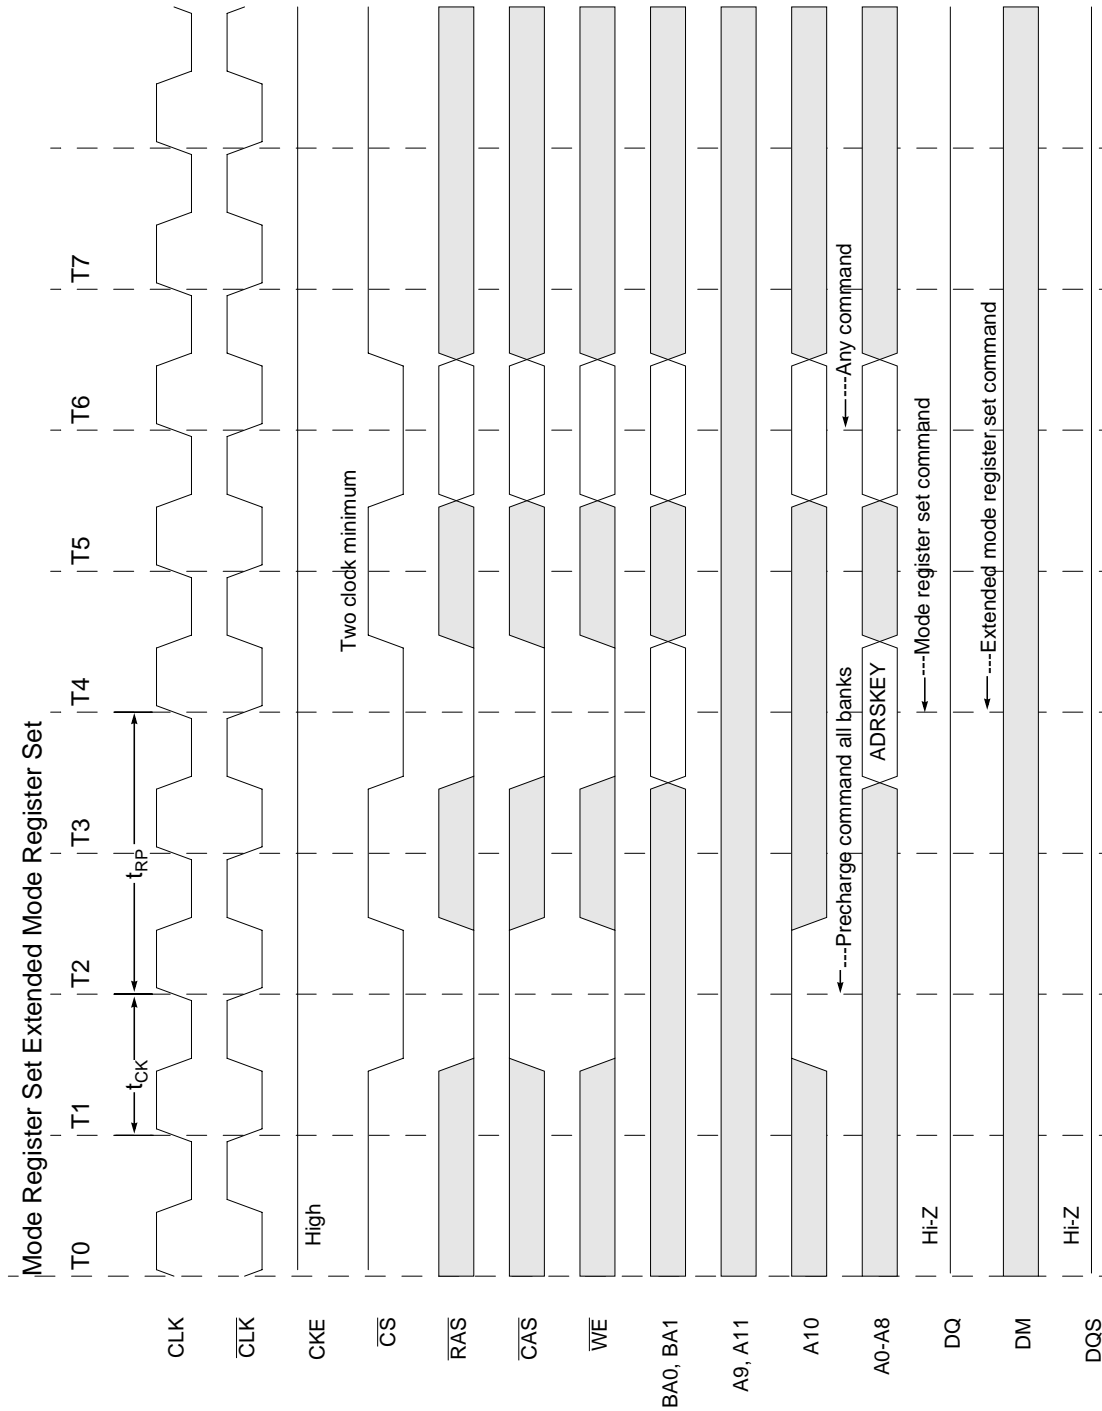 Mode Register Set Extended Mode Register Set
T0 T1 T2 T3 T4 T5 T6 T7
tCK tRP
CLK
CLK
CKE High
CS Two clock minimum
RAS
CAS
WE
BA0, BA1
A9, A11
A10
----Precharge command all banks ----Any command
A0-A8 ADRSKEY
----Mode register set command
DQ Hi-Z
----Extended mode register set command
DM
DQS Hi-Z